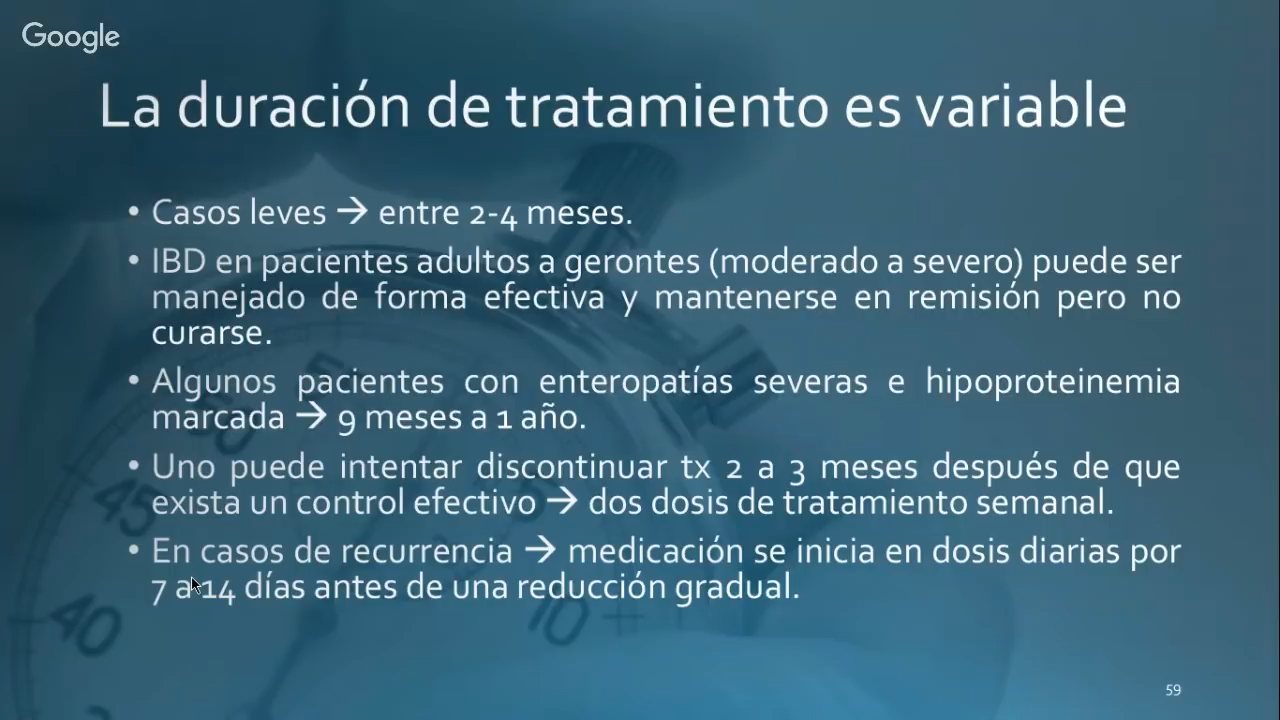 Google
La duración de tratamiento es variable
• Casos leves → entre 2-4 meses.
• IBD en pacientes adultos a gerontes (moderado a severo) puede ser
manejado de forma efectiva y mantenerse en remisión pero no
curarse.
• Algunos pacientes con enteropatías severas e hipoproteinemia
marcada → 9 meses a 1 año.
• Uno puede intentar discontinuar tx 2 a 3 meses después de que
exista un control efectivo → dos dosis de tratamiento semanal.
• En casos de recurrencia → medicación se inicia en dosis diarias por
7 a 14 días antes de una reducción gradual.
50
45
40
10
59